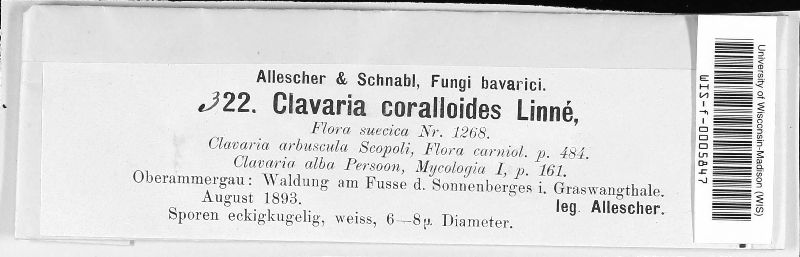 Allescher & Schnabl, Fungi bavarici.
322. Clavaria coralloides Linné,
Flora suecica Nr. 1268.
Clavaria arbuscula Scopoli, Flora carniol. p. 484.
Clavaria alba Persoon, Mycologia I, p. 161.
Oberammergau: Waldung am Fusse d. Sonnenberges i. Graswangthale.
August 1893. leg. Allescher.
Sporen eckigkugelig, weiss, 6—8µ Diameter.
University of Wisconsin-Madison (WIS)
WIS-f-0005847